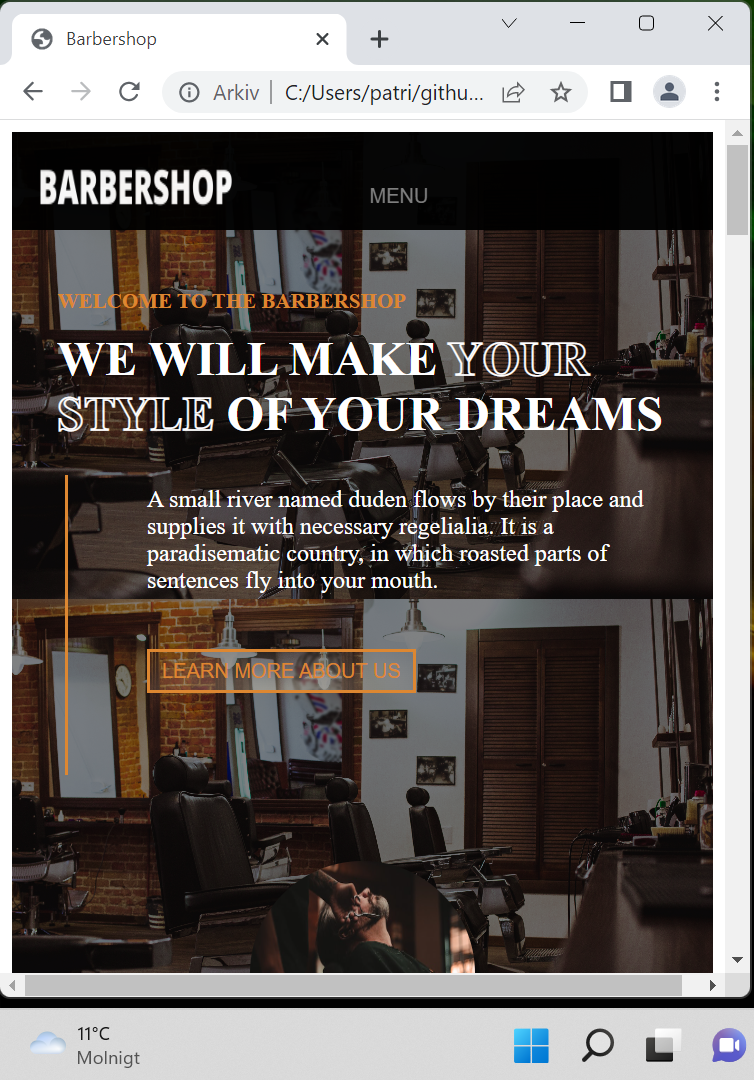 Barbershop
Arkiv
C:/Users/patri/githu...
BARBERSHOP
MENU
WELCOME TO THE BARBERSHOP
WE WILL MAKE YOUR
STYLE OF YOUR DREAMS
A small river named duden flows by their place and
supplies it with necessary regelialia. It is a
paradisematic country, in which roasted parts of
sentences fly into your mouth.
LEARN MORE ABOUT US
11°C
Molnigt